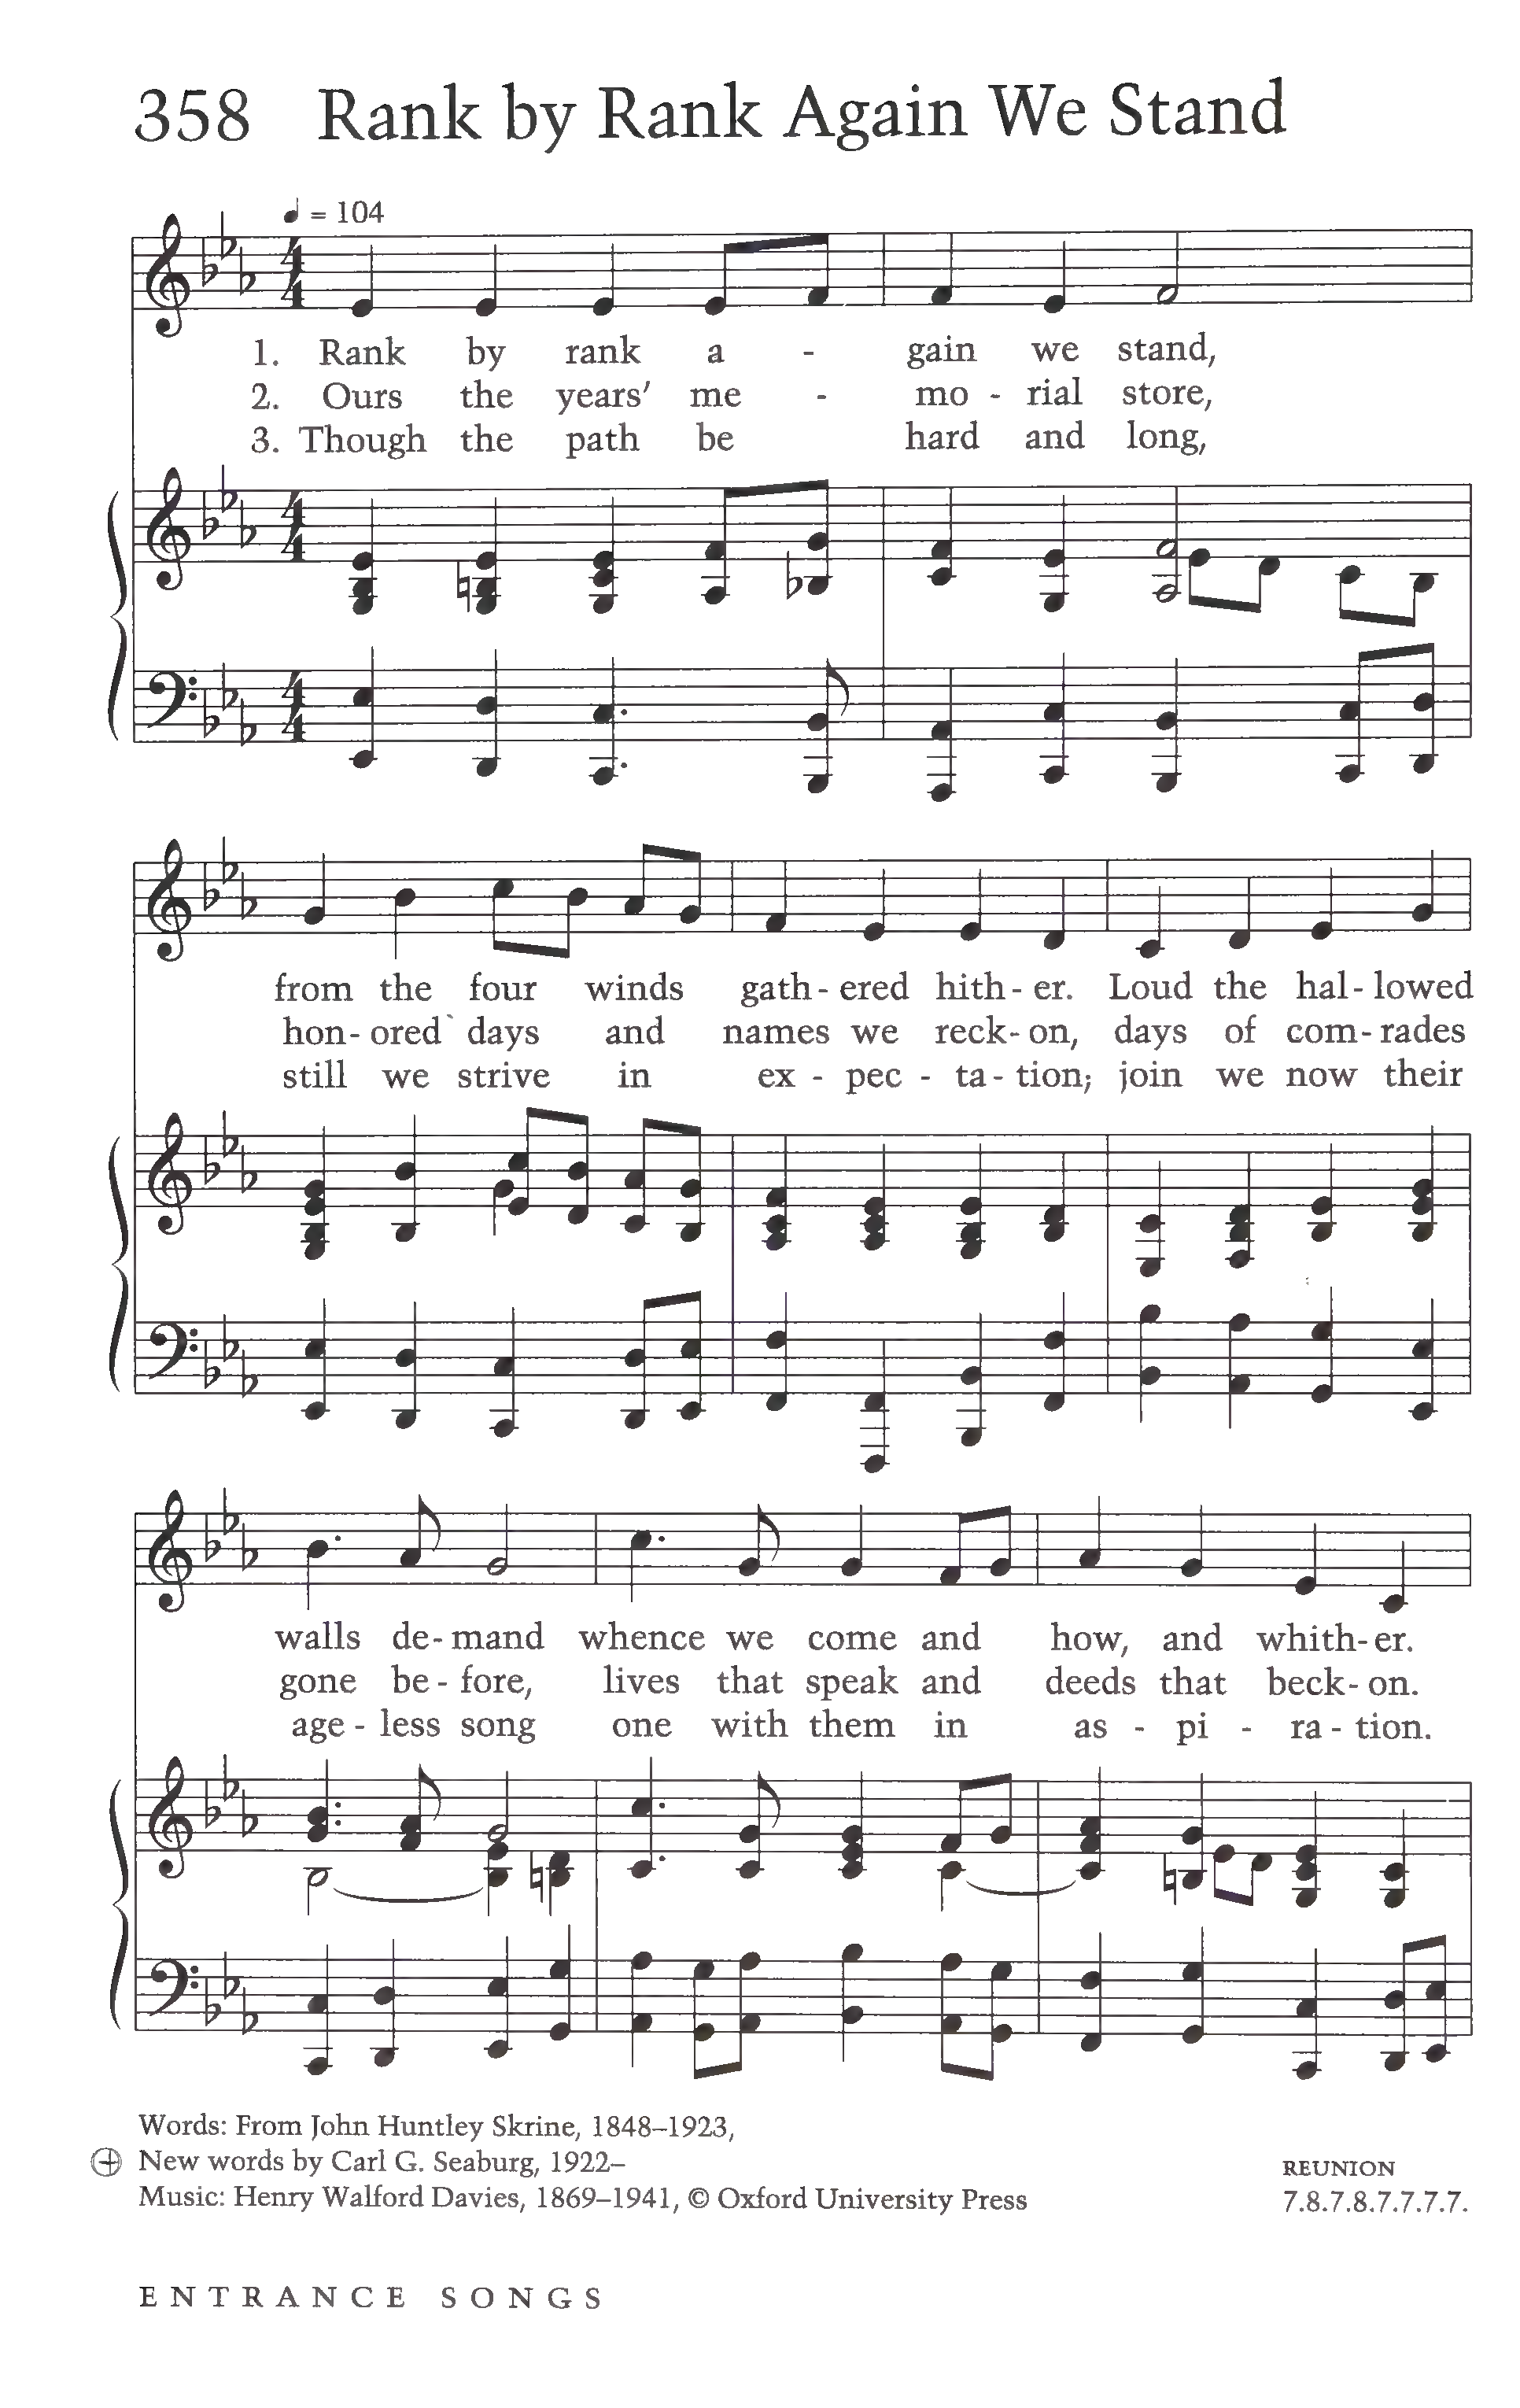 358 Rank by Rank Again We Stand
♩ = 104
1. Rank by rank a - gain we stand,
2. Ours the years' me - mo - rial store,
3. Though the path be hard and long,
from the four winds gath- ered hith- er. Loud the hal- lowed
hon- ored days and names we reck- on, days of com- rades
still we strive in ex - pec - ta- tion; join we now their
walls de- mand whence we come and how, and whith- er.
gone be - fore, lives that speak and deeds that beck- on.
age - less song one with them in as - pi - ra - tion.
Words: From John Huntley Skrine, 1848–1923,
New words by Carl G. Seaburg, 1922–
Music: Henry Walford Davies, 1869–1941, © Oxford University Press
REUNION
7.8.7.8.7.7.7.7.
ENTRANCE SONGS